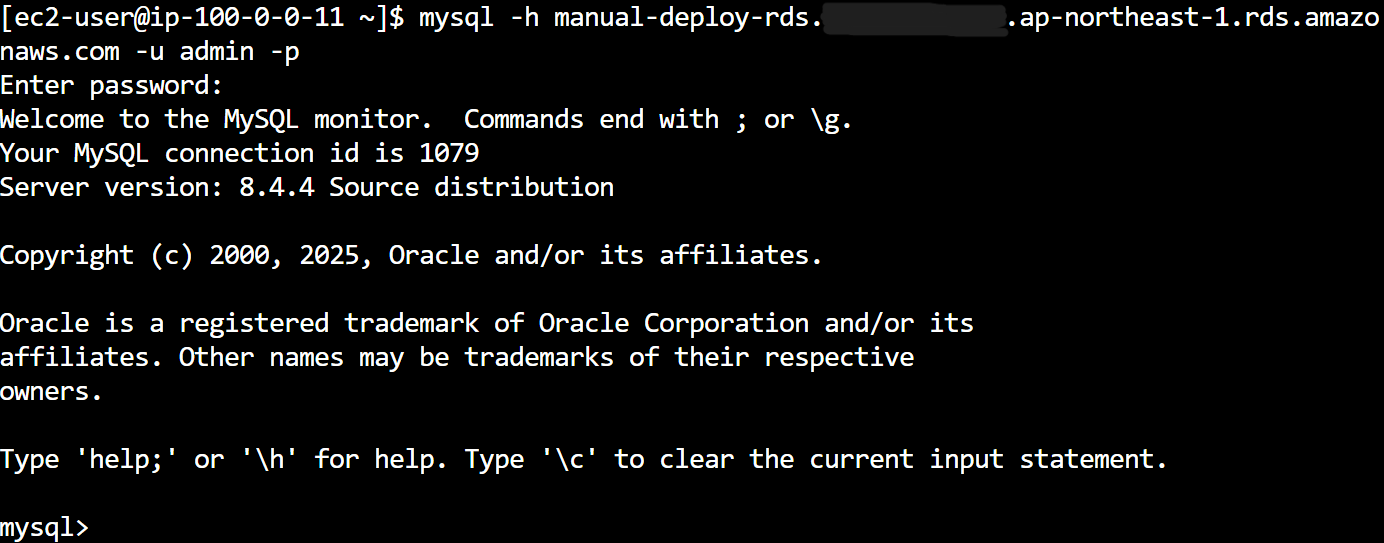 [ec2-user@ip-100-0-0-11 ~]$ mysql -h manual-deploy-rds. .ap-northeast-1.rds.amazo
naws.com -u admin -p
Enter password:
Welcome to the MySQL monitor.  Commands end with ; or \g.
Your MySQL connection id is 1079
Server version: 8.4.4 Source distribution
Copyright (c) 2000, 2025, Oracle and/or its affiliates.
Oracle is a registered trademark of Oracle Corporation and/or its
affiliates. Other names may be trademarks of their respective
owners.
Type 'help;' or '\h' for help. Type '\c' to clear the current input statement.
mysql>